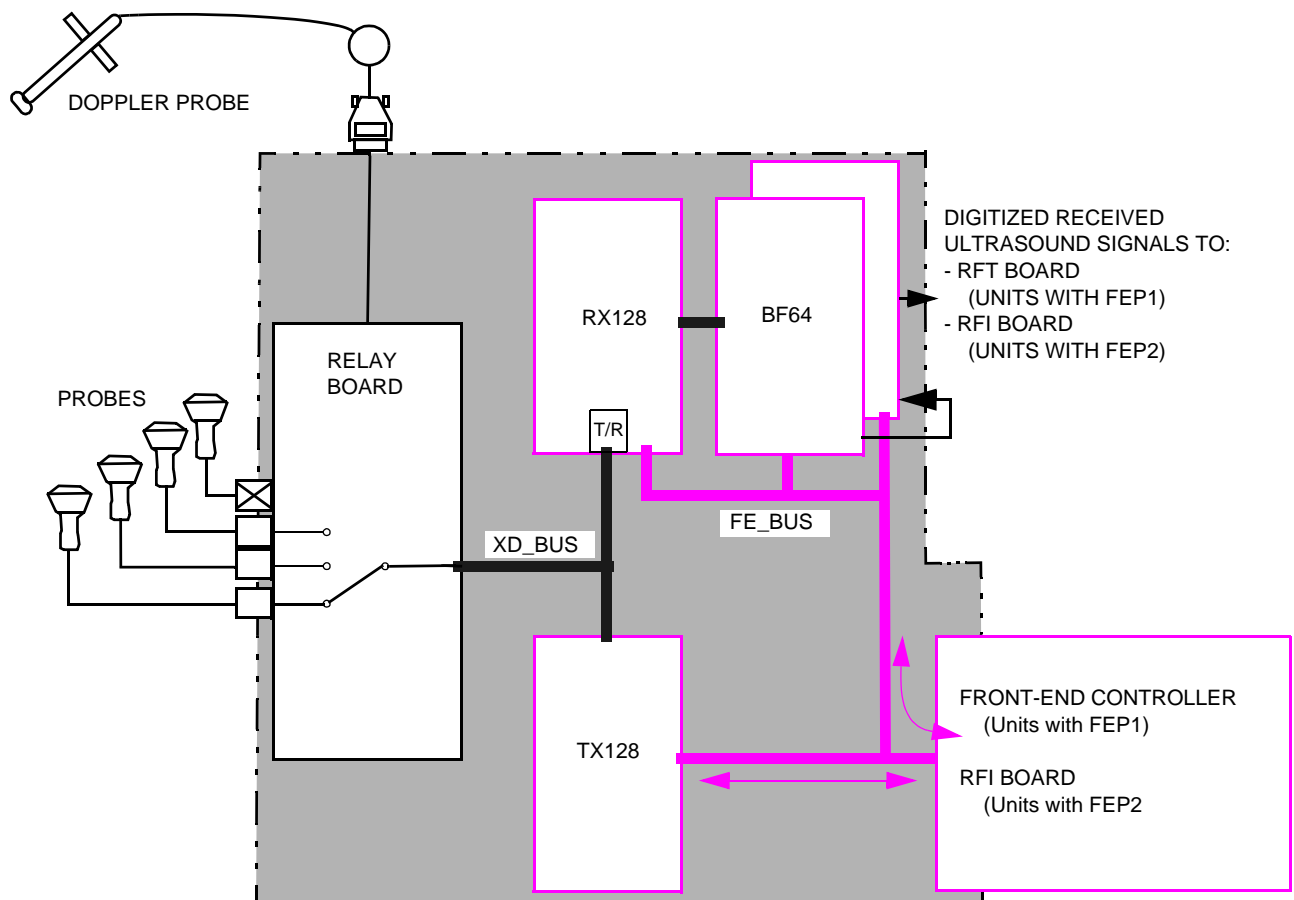 DOPPLER PROBE
DIGITIZED RECEIVED
ULTRASOUND SIGNALS TO:
- RFT BOARD
(UNITS WITH FEP1)
- RFI BOARD
(UNITS WITH FEP2)
RX128
BF64
RELAY
BOARD
PROBES
T/R
FE_BUS
XD_BUS
FRONT-END CONTROLLER
(Units with FEP1)
TX128
RFI BOARD
(Units with FEP2